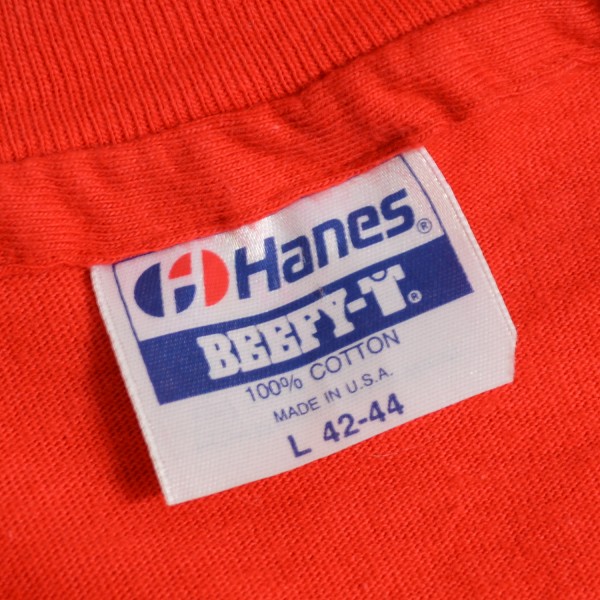 Hanes®
BEEFY-T®
100% COTTON
MADE IN U.S.A.
L 42-44